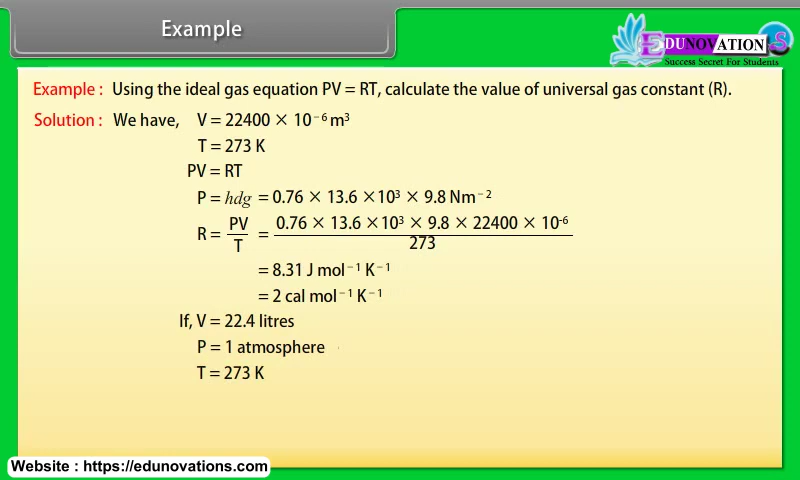 Example
EDUNOVATIONS
Success Secret For Students
Example : Using the ideal gas equation PV = RT, calculate the value of universal gas constant (R).
Solution : We have, V = 22400 × 10⁻⁶ m³
T = 273 K
PV = RT
P = hdg = 0.76 × 13.6 ×10³ × 9.8 Nm⁻²
R = PV/T = 0.76 × 13.6 ×10³ × 9.8 × 22400 × 10⁻⁶ / 273
= 8.31 J mol⁻¹ K⁻¹
= 2 cal mol⁻¹ K⁻¹
If, V = 22.4 litres
P = 1 atmosphere
T = 273 K
Website : https://edunovations.com